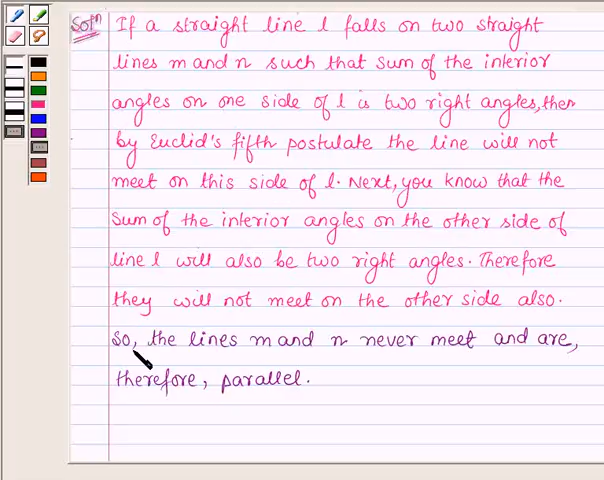 Solⁿ If a straight line l falls on two straight
lines m and n such that sum of the interior
angles on one side of l is two right angles, then
by Euclid's fifth postulate the line will not
meet on this side of l. Next, you know that the
sum of the interior angles on the other side of
line l will also be two right angles. Therefore
they will not meet on the other side also.
So, the lines m and n never meet and are,
therefore, parallel.